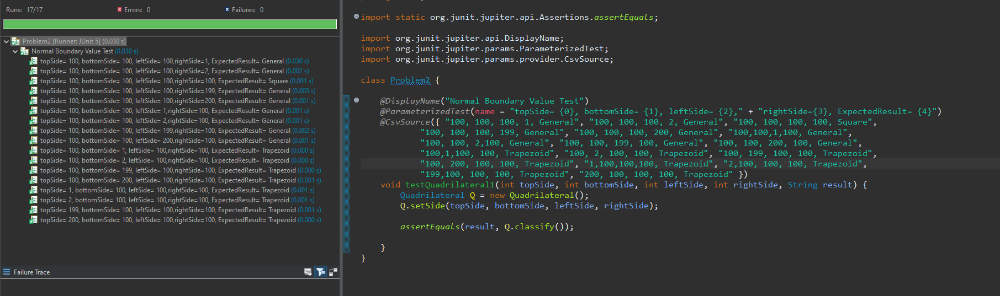 Runs: 17/17 Errors: 0 Failures: 0
Problem2 [Runner: JUnit 5] (0.030 s)
Normal Boundary Value Test (0.030 s)
topSide= 100, bottomSide= 100, leftSide= 100,rightSide=1, ExpectedResult= General (0.030 s)
topSide= 100, bottomSide= 100, leftSide= 100,rightSide=2, ExpectedResult= General (0.002 s)
topSide= 100, bottomSide= 100, leftSide= 100,rightSide=100, ExpectedResult= Square (0.001 s)
topSide= 100, bottomSide= 100, leftSide= 100,rightSide=199, ExpectedResult= General (0.003 s)
topSide= 100, bottomSide= 100, leftSide= 100,rightSide=200, ExpectedResult= General (0.001 s)
topSide= 100, bottomSide= 100, leftSide= 1,rightSide=100, ExpectedResult= General (0.001 s)
topSide= 100, bottomSide= 100, leftSide= 2,rightSide=100, ExpectedResult= General (0.001 s)
topSide= 100, bottomSide= 100, leftSide= 199,rightSide=100, ExpectedResult= General (0.002 s)
topSide= 100, bottomSide= 100, leftSide= 200,rightSide=100, ExpectedResult= General (0.001 s)
topSide= 100, bottomSide= 1, leftSide= 100,rightSide=100, ExpectedResult= Trapezoid (0.000 s)
topSide= 100, bottomSide= 2, leftSide= 100,rightSide=100, ExpectedResult= Trapezoid (0.000 s)
topSide= 100, bottomSide= 199, leftSide= 100,rightSide=100, ExpectedResult= Trapezoid (0.000 s)
topSide= 100, bottomSide= 200, leftSide= 100,rightSide=100, ExpectedResult= Trapezoid (0.001 s)
topSide= 1, bottomSide= 100, leftSide= 100,rightSide=100, ExpectedResult= Trapezoid (0.001 s)
topSide= 2, bottomSide= 100, leftSide= 100,rightSide=100, ExpectedResult= Trapezoid (0.001 s)
topSide= 199, bottomSide= 100, leftSide= 100,rightSide=100, ExpectedResult= Trapezoid (0.001 s)
topSide= 200, bottomSide= 100, leftSide= 100,rightSide=100, ExpectedResult= Trapezoid (0.000 s)
Failure Trace
import static org.junit.jupiter.api.Assertions.assertEquals;
import org.junit.jupiter.api.DisplayName;
import org.junit.jupiter.params.ParameterizedTest;
import org.junit.jupiter.params.provider.CsvSource;
class Problem2 {
@DisplayName("Normal Boundary Value Test")
@ParameterizedTest(name = "topSide= {0}, bottomSide= {1}, leftSide= {2}," + "rightSide={3}, ExpectedResult= {4}")
@CsvSource({ "100, 100, 100, 1, General", "100, 100, 100, 2, General", "100, 100, 100, 100, Square",
"100, 100, 100, 199, General", "100, 100, 100, 200, General", "100,100,1,100, General",
"100, 100, 2,100, General", "100, 100, 199, 100, General", "100, 100, 200, 100, General",
"100,1,100, 100, Trapezoid", "100, 2, 100, 100, Trapezoid", "100, 199, 100, 100, Trapezoid",
"100, 200, 100, 100, Trapezoid", "1,100,100,100, Trapezoid", "2,100, 100, 100, Trapezoid",
"199,100, 100, 100, Trapezoid", "200, 100, 100, 100, Trapezoid" })
void testQuadrilateral1(int topSide, int bottomSide, int leftSide, int rightSide, String result) {
Quadrilateral Q = new Quadrilateral();
Q.setSide(topSide, bottomSide, leftSide, rightSide);
assertEquals(result, Q.classify());
}
}